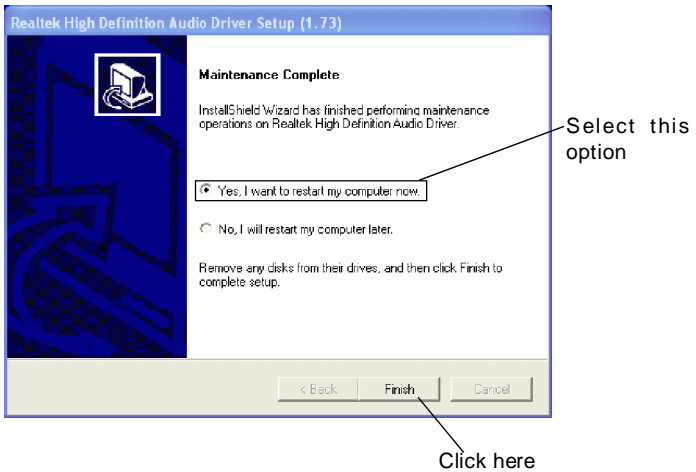 Realtek High Definition Audio Driver Setup (1.73)
Maintenance Complete
InstallShield Wizard has finished performing maintenance
operations on Realtek High Definition Audio Driver.
Select this
option
Yes, I want to restart my computer now.
No, I will restart my computer later.
Remove any disks from their drives, and then click Finish to
complete setup.
< Back Finish Cancel
Click here